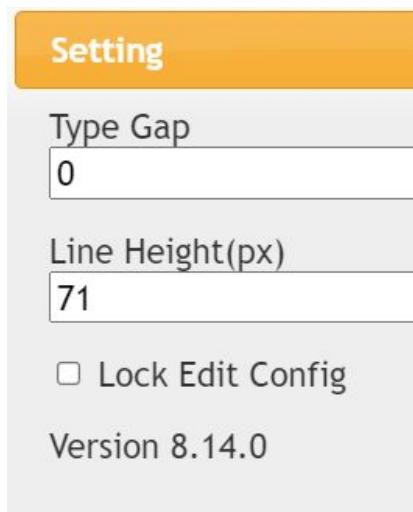 Setting
Type Gap
0
Line Height(px)
71
Lock Edit Config
Version 8.14.0